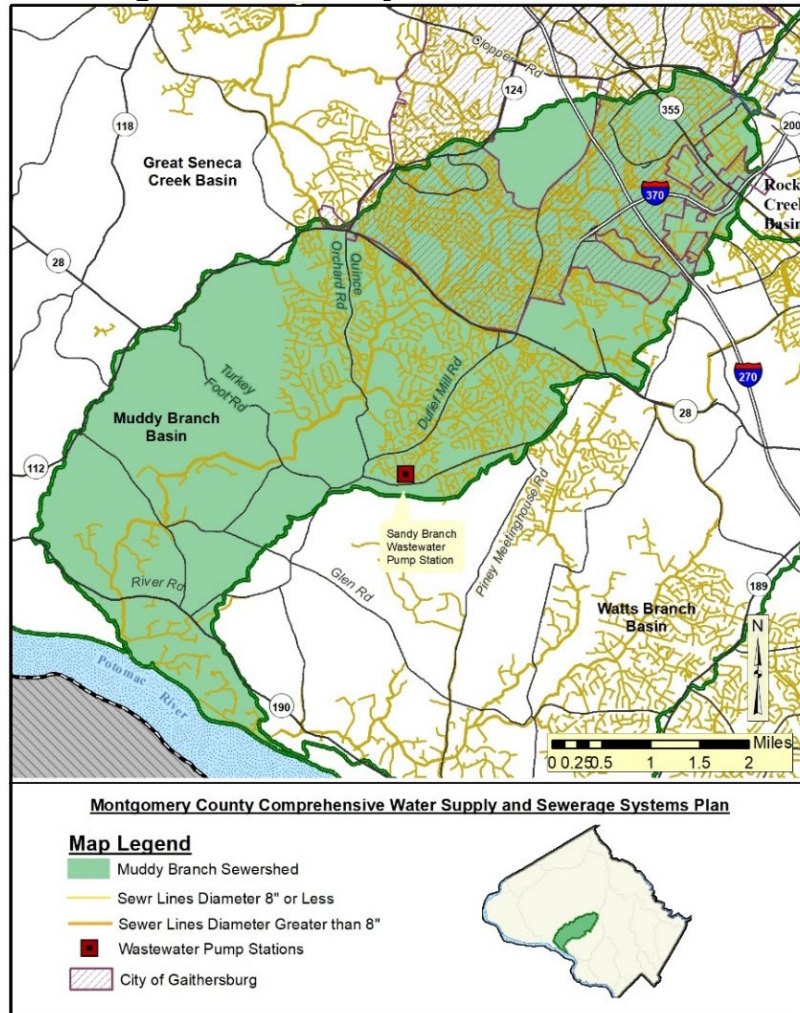 Clopper Rd
124
355
118
200
Great Seneca
Creek Basin
370
Rock
Creek
Basin
28
Quince
Orchard Rd
Turkey
Foot Rd
Dufief Mill Rd
270
Muddy Branch
Basin
28
112
Piney Meetinghouse Rd
Sandy Branch
Wastewater
Pump Station
River Rd
Glen Rd
189
Watts Branch
Basin
N
Potomac River
190
Miles
0 0.25 0.5 1 1.5 2
Montgomery County Comprehensive Water Supply and Sewerage Systems Plan
Map Legend
Muddy Branch Sewershed
Sewr Lines Diameter 8" or Less
Sewer Lines Diameter Greater than 8"
Wastewater Pump Stations
City of Gaithersburg